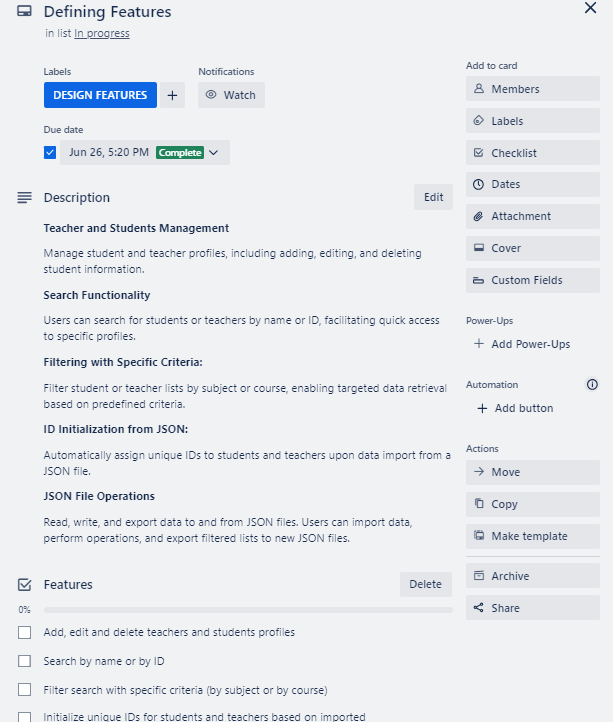 Defining Features
in list In progress
Labels
Notifications
DESIGN FEATURES
+
Watch
Due date
Jun 26, 5:20 PM Complete
Description
Edit
Teacher and Students Management
Manage student and teacher profiles, including adding, editing, and deleting
student information.
Search Functionality
Users can search for students or teachers by name or ID, facilitating quick access
to specific profiles.
Filtering with Specific Criteria:
Filter student or teacher lists by subject or course, enabling targeted data retrieval
based on predefined criteria.
ID Initialization from JSON:
Automatically assign unique IDs to students and teachers upon data import from a
JSON file.
JSON File Operations
Read, write, and export data to and from JSON files. Users can import data,
perform operations, and export filtered lists to new JSON files.
Features
Delete
0%
Add, edit and delete teachers and students profiles
Search by name or by ID
Filter search with specific criteria (by subject or by course)
Initialize unique IDs for students and teachers based on imported
Add to card
Members
Labels
Checklist
Dates
Attachment
Cover
Custom Fields
Power-Ups
+ Add Power-Ups
Automation
+ Add button
Actions
Move
Copy
Make template
Archive
Share